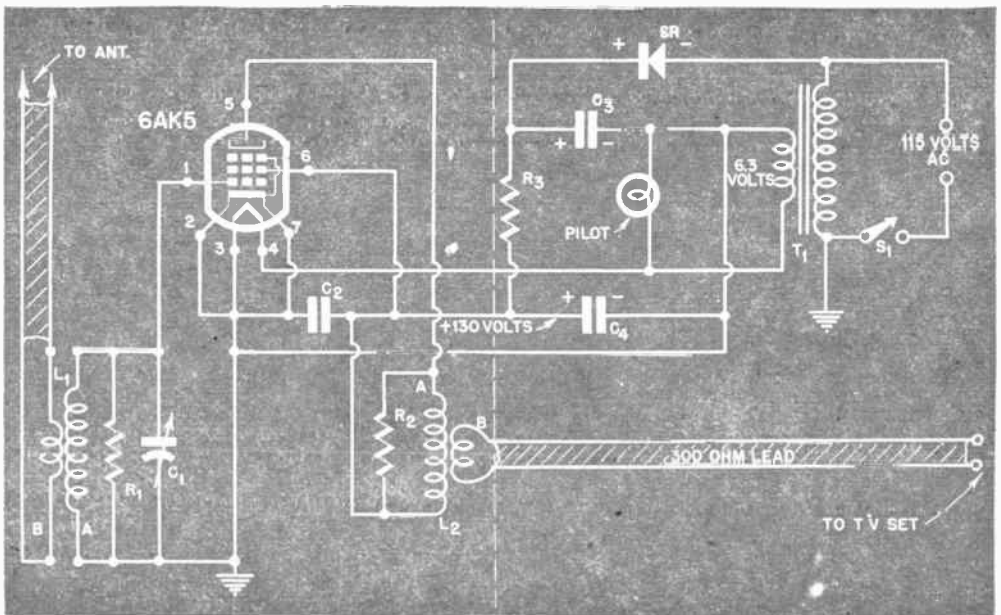 TO ANT.
6AK5
5
6
1
2
3
4
7
SR
+ -
C3
+ -
R3
PILOT
6.3 VOLTS
T1
115 VOLTS AC
S1
C2
+130 VOLTS
+ -
C4
L1
R1
C1
B
A
A
R2
B
L2
300 OHM LEAD
TO TV SET